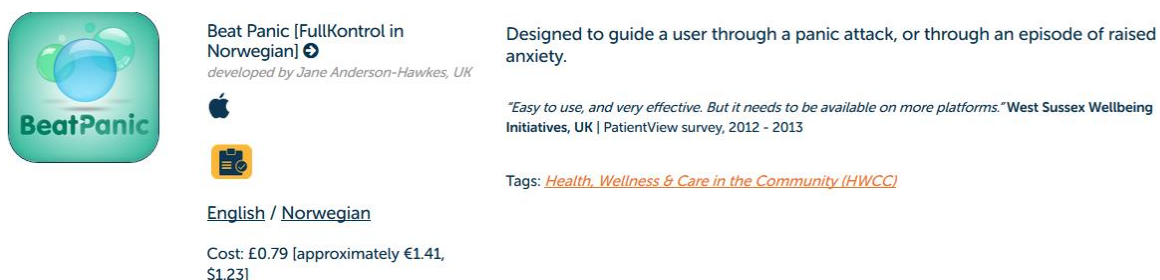 BeatPanic
Beat Panic [FullKontrol in
Norwegian]
developed by Jane Anderson-Hawkes, UK
English / Norwegian
Cost: £0.79 [approximately €1.41,
$1.23]
Designed to guide a user through a panic attack, or through an episode of raised
anxiety.
“Easy to use, and very effective. But it needs to be available on more platforms.” West Sussex Wellbeing
Initiatives, UK | PatientView survey, 2012 - 2013
Tags: Health, Wellness & Care in the Community (HWCC)